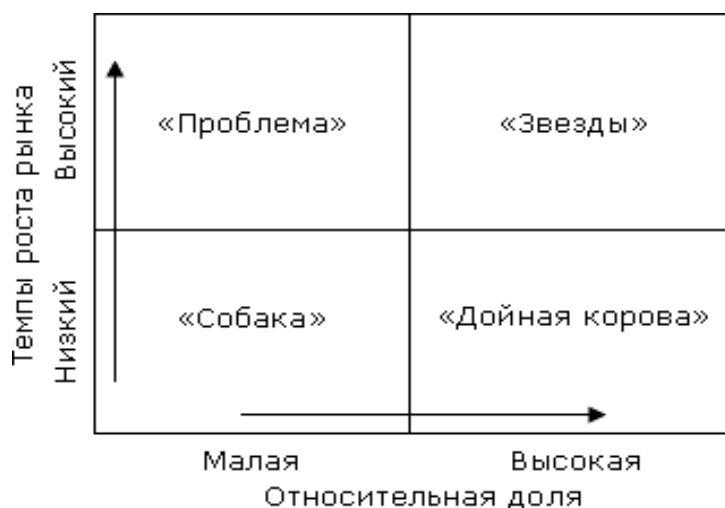 Темпы роста рынка
Высокий
Низкий
«Проблема»
«Звезды»
«Собака»
«Дойная корова»
Малая
Высокая
Относительная доля